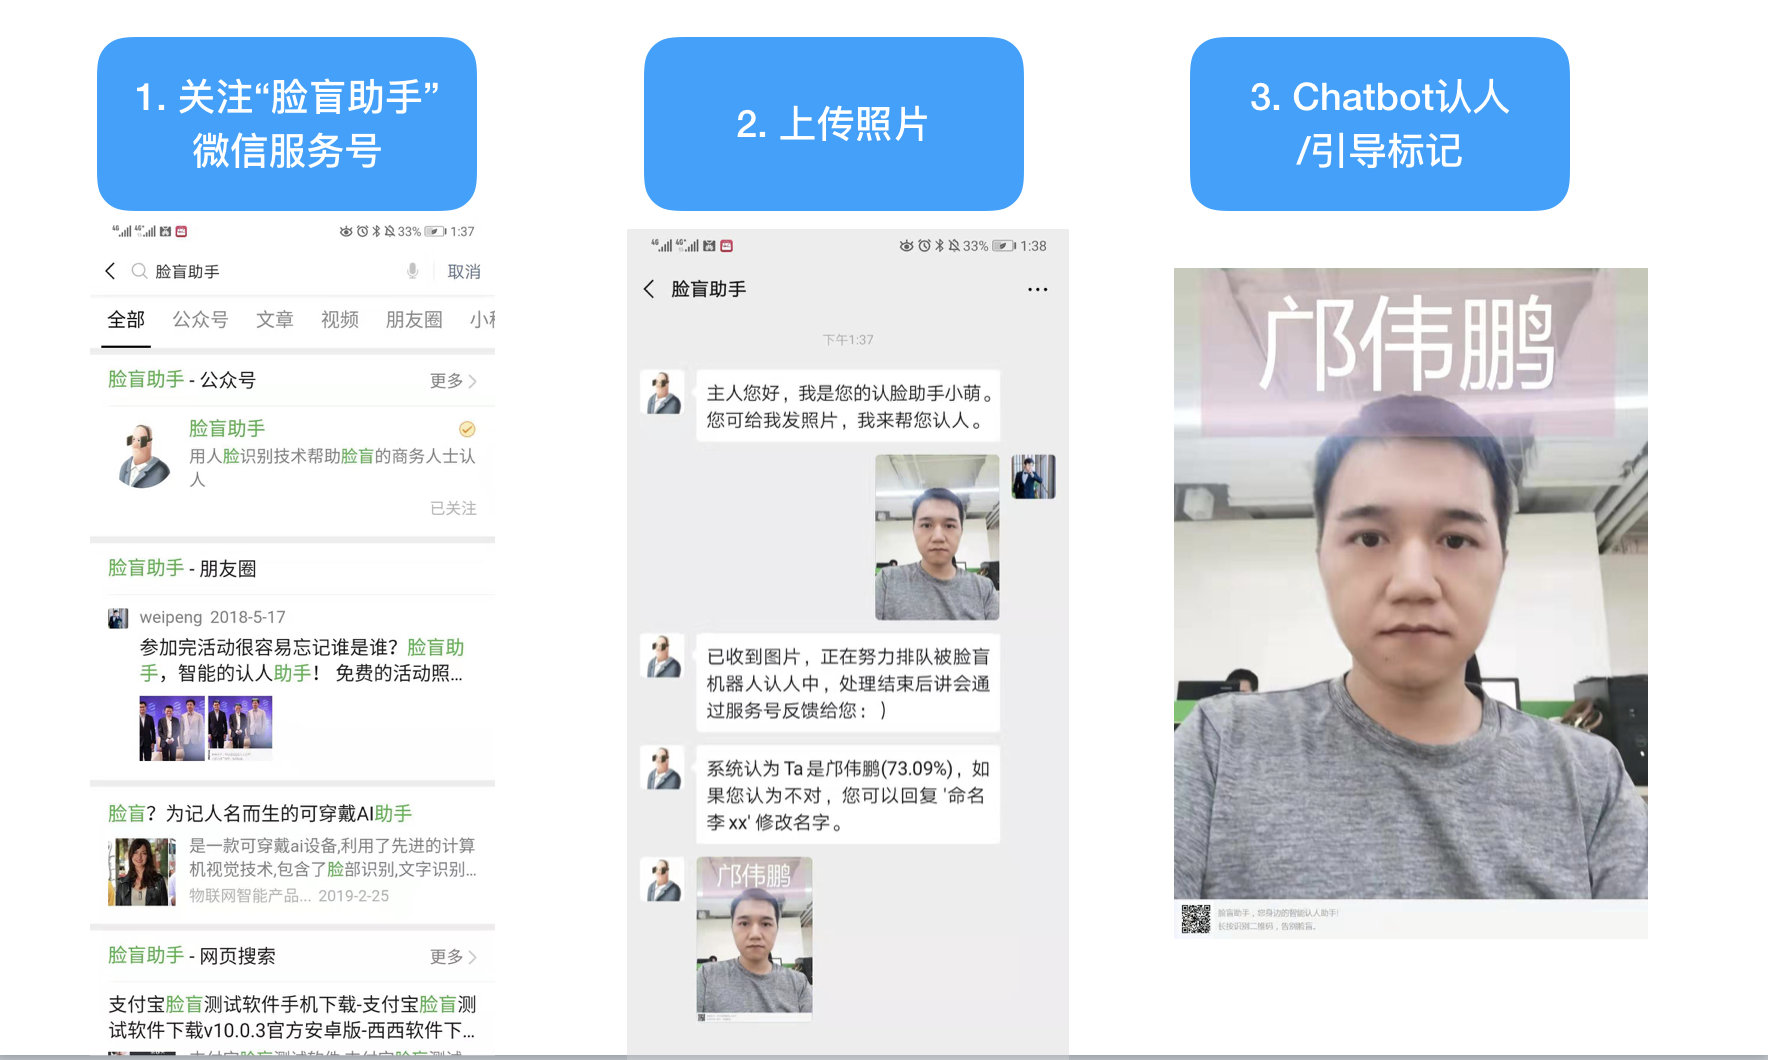 1. 关注“脸盲助手”
微信服务号
2. 上传照片
3. Chatbot认人
/引导标记
33% 1:37
脸盲助手
取消
全部 公众号 文章 视频 朋友圈
脸盲助手 - 公众号 更多
脸盲助手
用人脸识别技术帮助脸盲的商务人士认
人
已关注
脸盲助手 - 朋友圈
weipeng 2018-5-17
参加完活动很容易忘记谁是谁？脸盲助
手，智能的认人助手！ 免费的活动照...
脸盲？为记人名而生的可穿戴AI助手
是一款可穿戴ai设备,利用了先进的计算
机视觉技术,包含了脸部识别,文字识别...
物联网智能产品... 2019-2-25
脸盲助手 - 网页搜索 更多
支付宝脸盲测试软件手机下载-支付宝脸盲测
试软件下载v10.0.3官方安卓版-西西软件下...
33% 1:38
脸盲助手
下午1:37
主人您好，我是您的认脸助手小萌。
您可给我发照片，我来帮您认人。
已收到图片，正在努力排队被脸盲
机器人认人中，处理结束后讲会通
过服务号反馈给您：)
系统认为Ta是邝伟鹏(73.09%)，如
果您认为不对，您可以回复 '命名
李xx' 修改名字。
邝伟鹏
邝伟鹏
脸盲助手，您身边的智能认人助手!
长按识别二维码，告别脸盲。